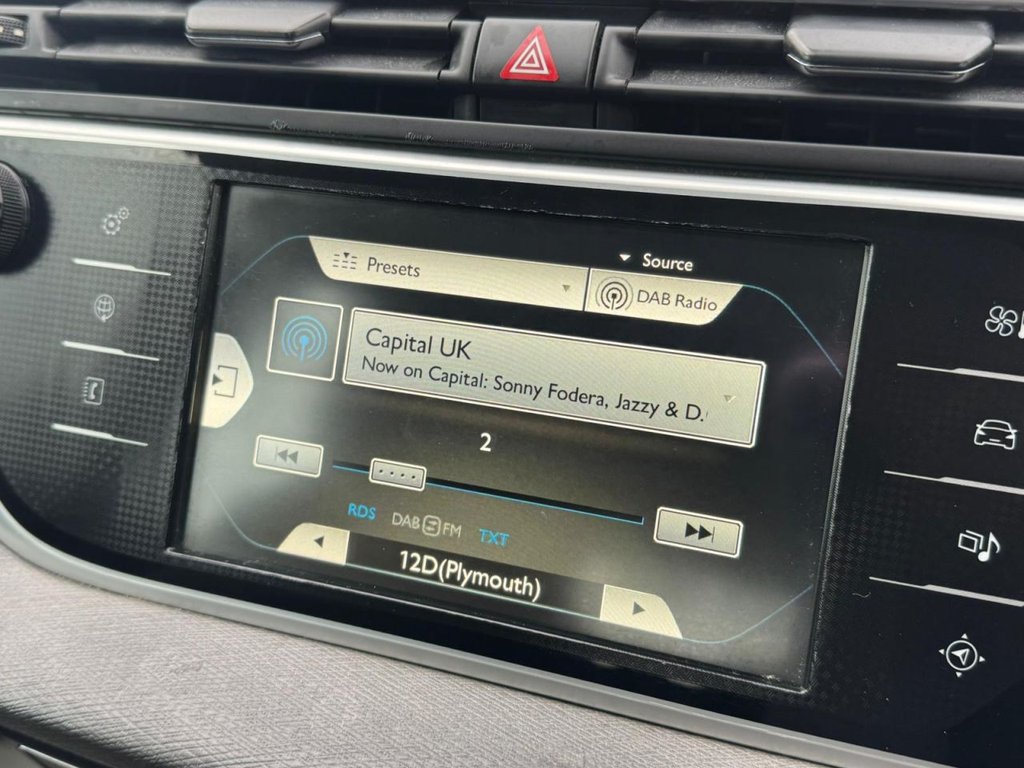 Presets
Source
DAB Radio
Capital UK
Now on Capital: Sonny Fodera, Jazzy & D.
2
RDS DAB FM TXT
12D(Plymouth)